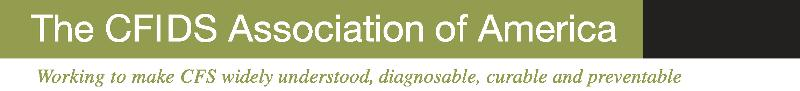 The CFIDS Association of America
Working to make CFS widely understood, diagnosable, curable and preventable